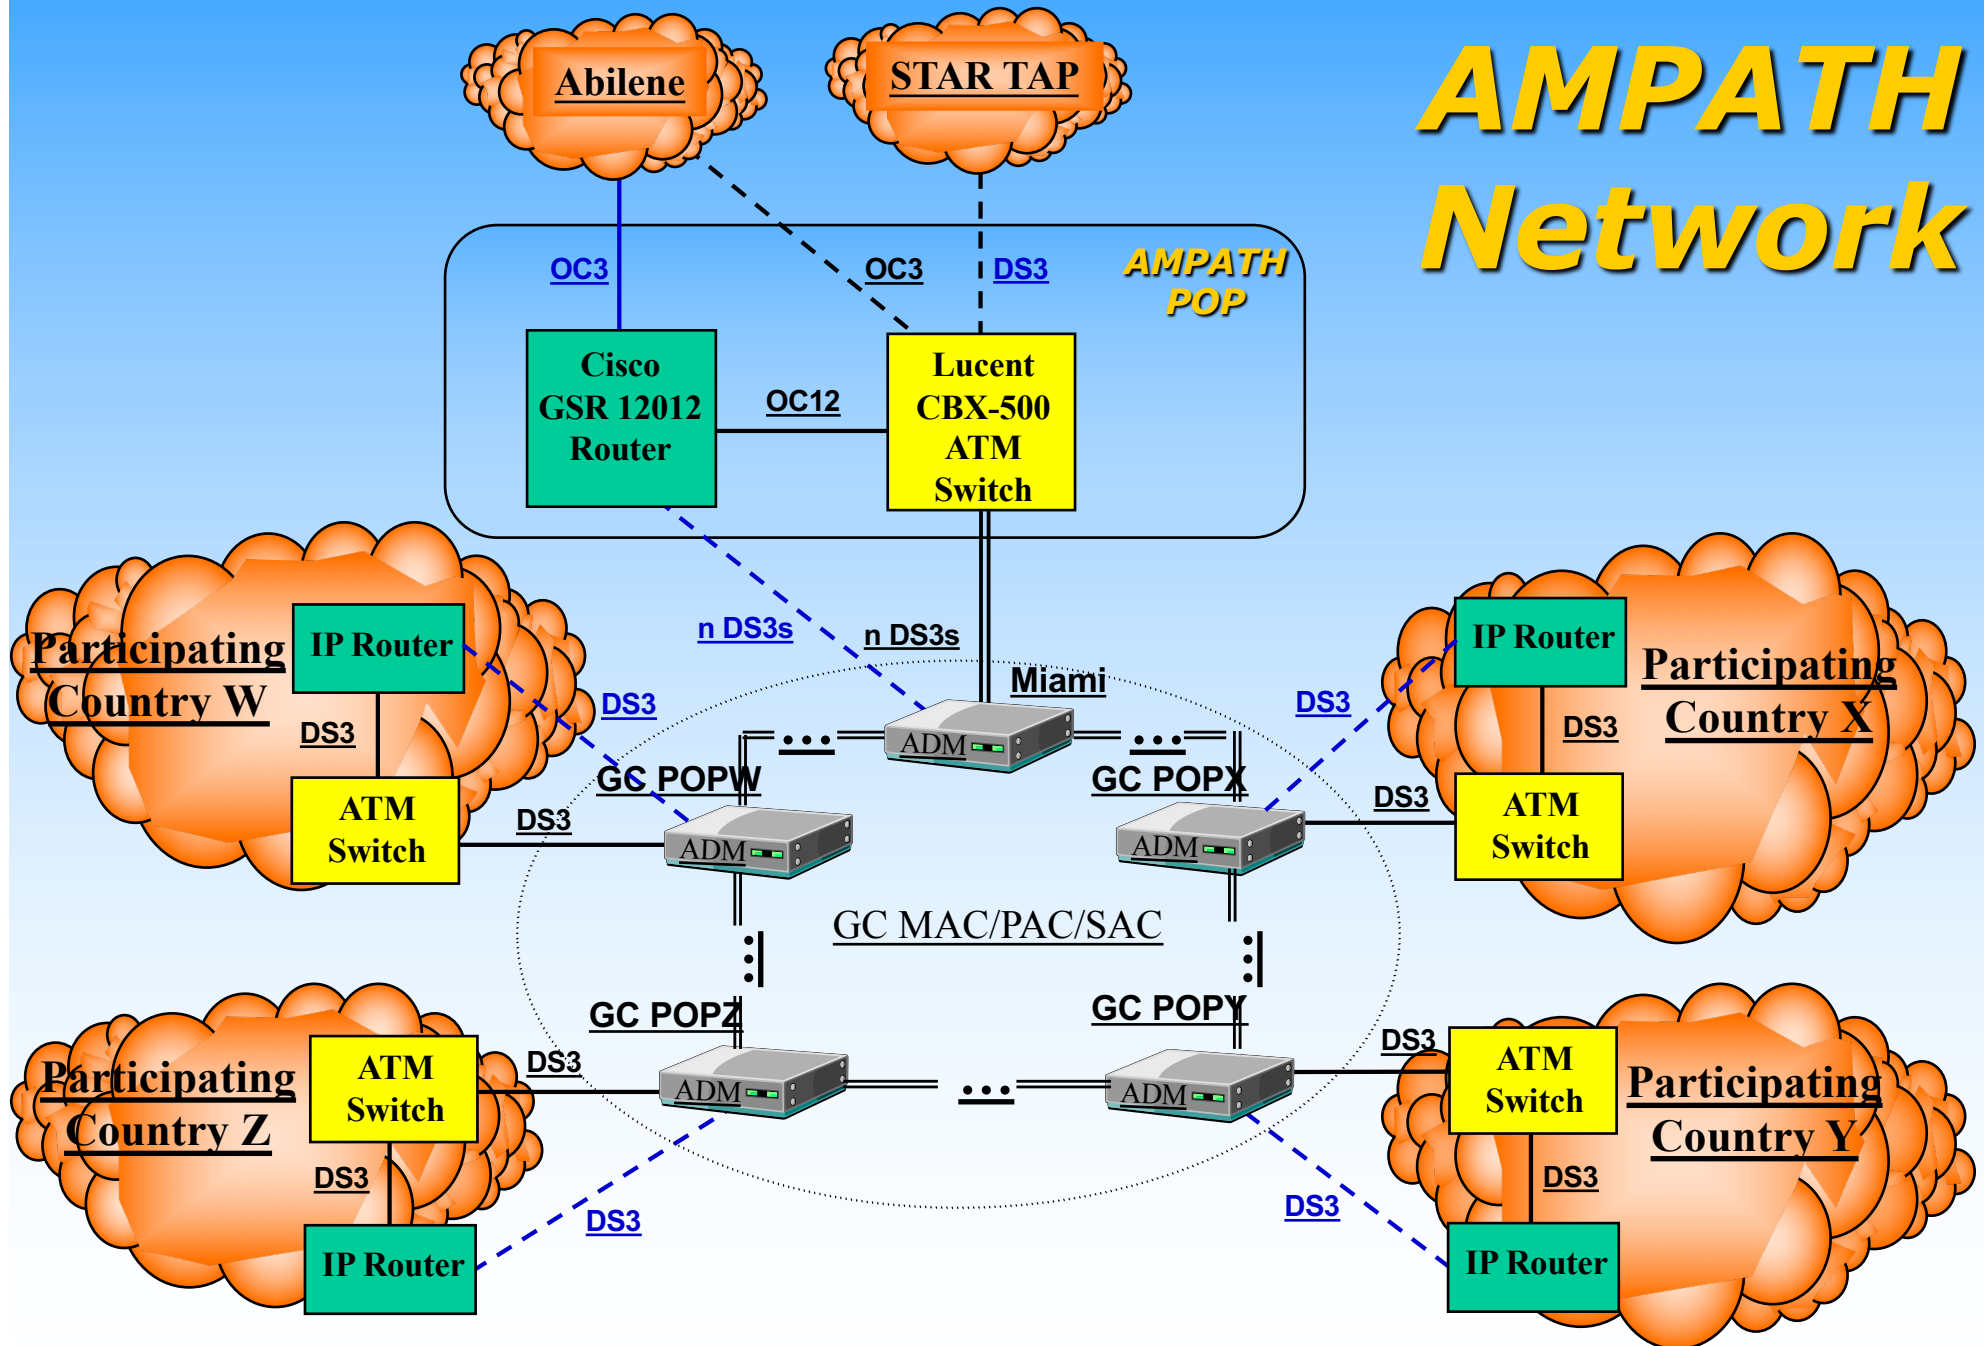 AMPATH
Network
Abilene
STAR TAP
OC3
OC3
DS3
AMPATH
POP
Cisco
GSR 12012
Router
OC12
Lucent
CBX-500
ATM
Switch
n DS3s
n DS3s
Miami
ADM
Participating
Country W
IP Router
DS3
DS3
ATM
Switch
DS3
GC POPW
ADM
Participating
Country X
IP Router
DS3
DS3
ATM
Switch
DS3
GC POPX
ADM
GC MAC/PAC/SAC
GC POPZ
ADM
DS3
Participating
Country Z
ATM
Switch
DS3
IP Router
DS3
GC POPY
ADM
DS3
ATM
Switch
Participating
Country Y
DS3
DS3
IP Router